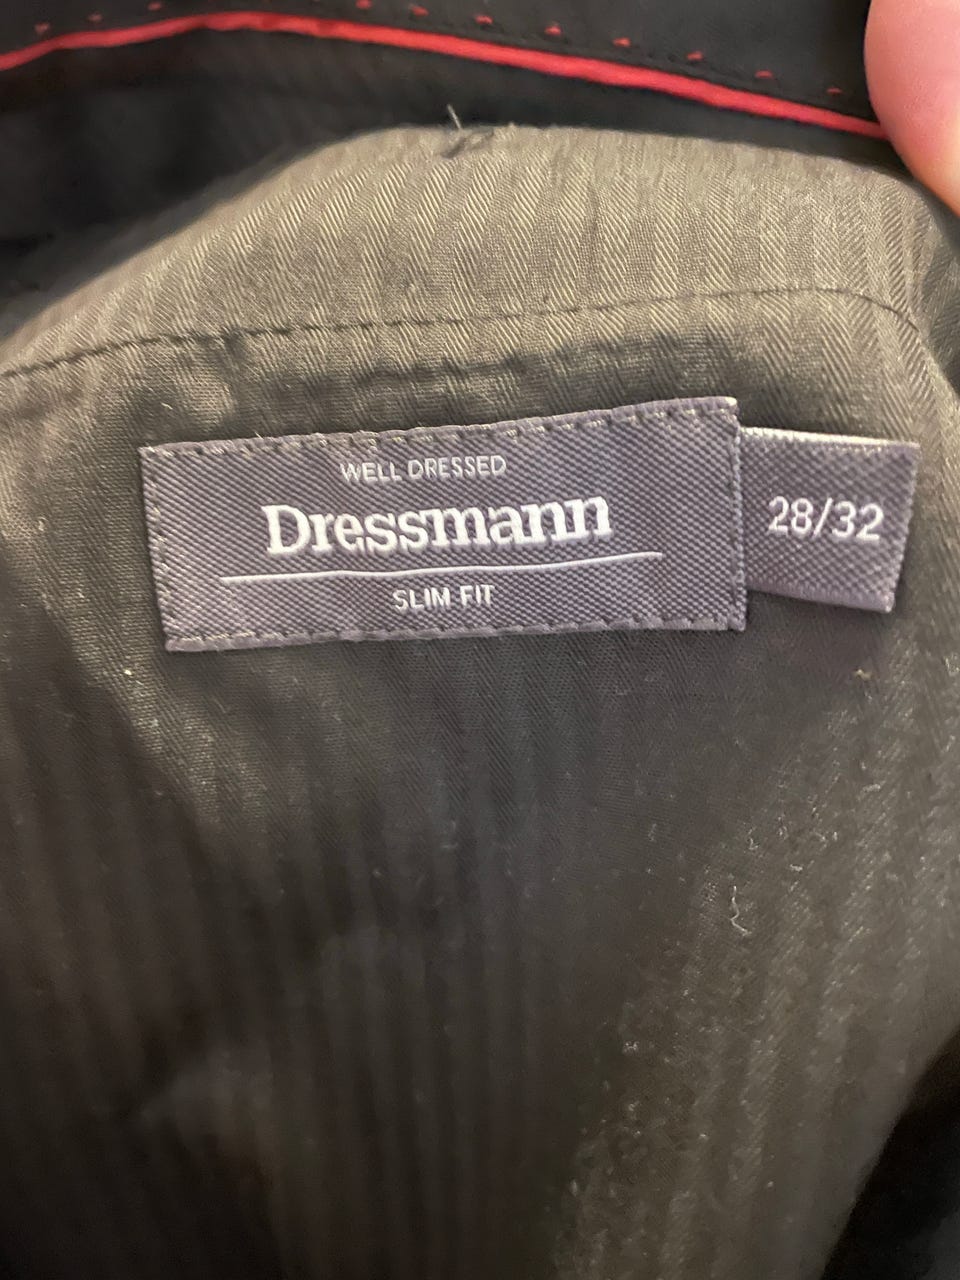 WELL DRESSED
Dressmann
SLIM FIT
28/32